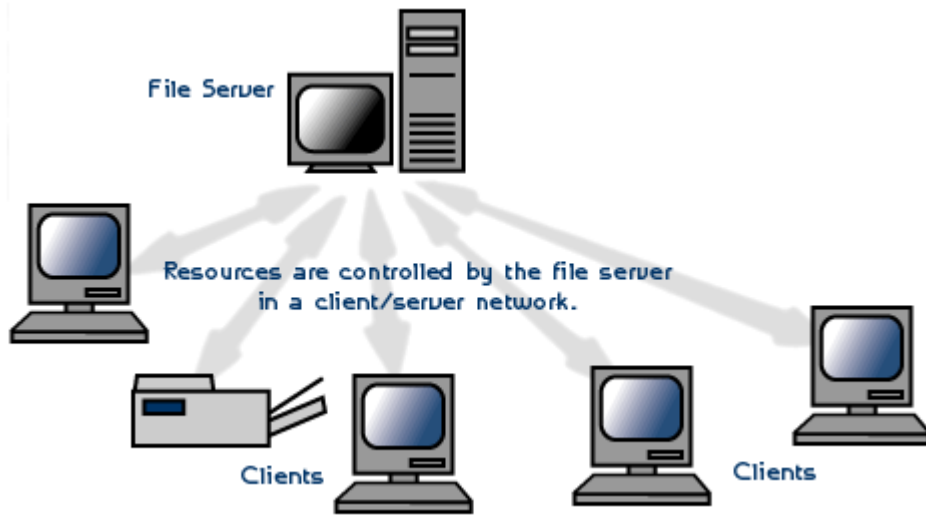 File Server
Resources are controlled by the file server
in a client/server network.
Clients
Clients